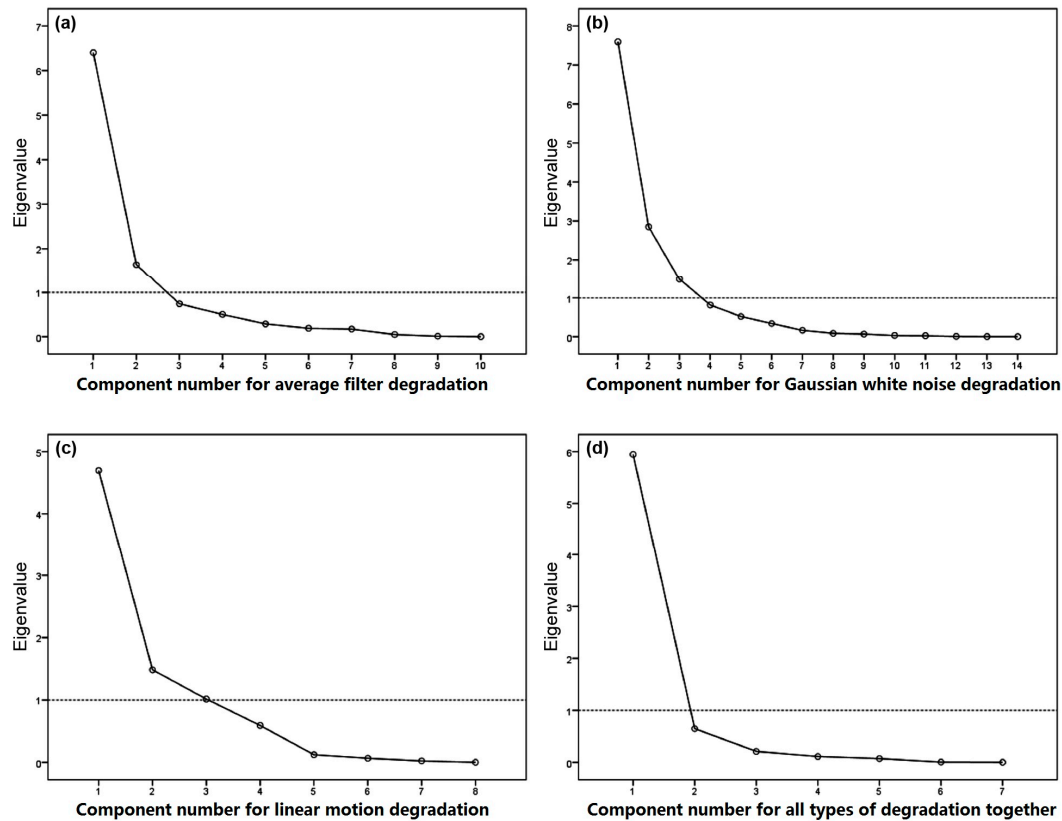 (a)
Eigenvalue
7
6
5
4
3
2
1
0
1 2 3 4 5 6 7 8 9 10
Component number for average filter degradation
(b)
Eigenvalue
8
7
6
5
4
3
2
1
0
1 2 3 4 5 6 7 8 9 10 11 12 13 14
Component number for Gaussian white noise degradation
(c)
Eigenvalue
5
4
3
2
1
0
1 2 3 4 5 6 7 8
Component number for linear motion degradation
(d)
Eigenvalue
6
5
4
3
2
1
0
1 2 3 4 5 6 7
Component number for all types of degradation together